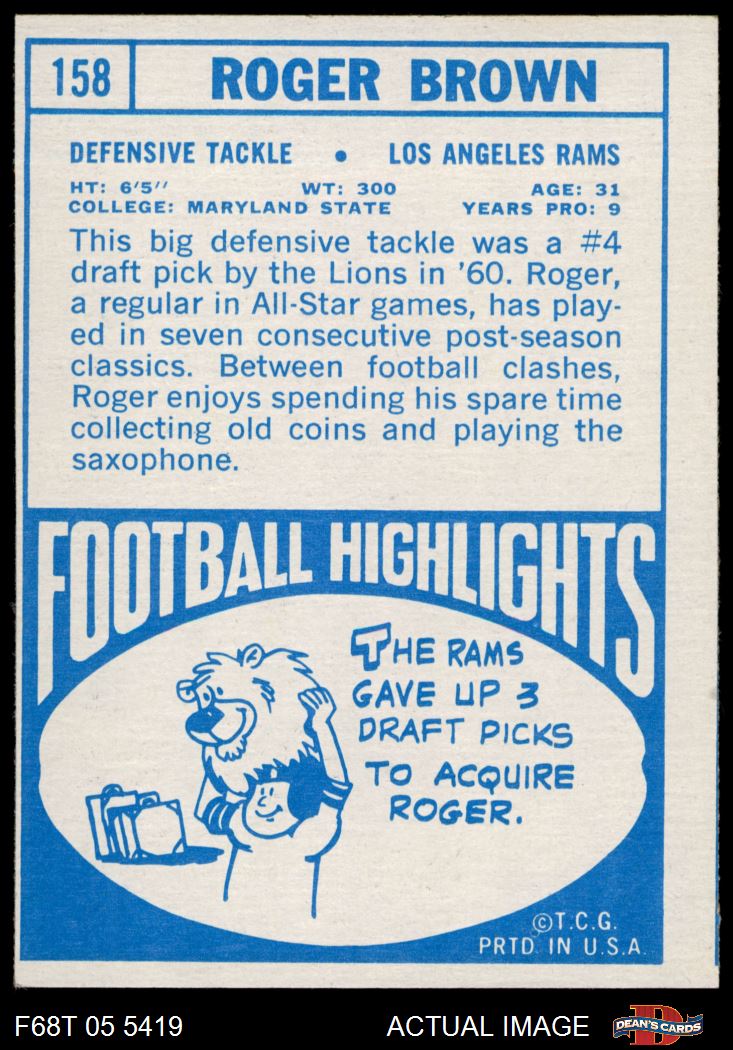 158
ROGER BROWN
DEFENSIVE TACKLE • LOS ANGELES RAMS
HT: 6'5'' WT: 300 AGE: 31
COLLEGE: MARYLAND STATE YEARS PRO: 9
This big defensive tackle was a #4
draft pick by the Lions in '60. Roger,
a regular in All-Star games, has play-
ed in seven consecutive post-season
classics. Between football clashes,
Roger enjoys spending his spare time
collecting old coins and playing the
saxophone.
FOOTBALL HIGHLIGHTS
THE RAMS
GAVE UP 3
DRAFT PICKS
TO ACQUIRE
ROGER.
©T.C.G.
PRTD. IN U.S.A.
F68T 05 5419
ACTUAL IMAGE
D
DEAN'S CARDS